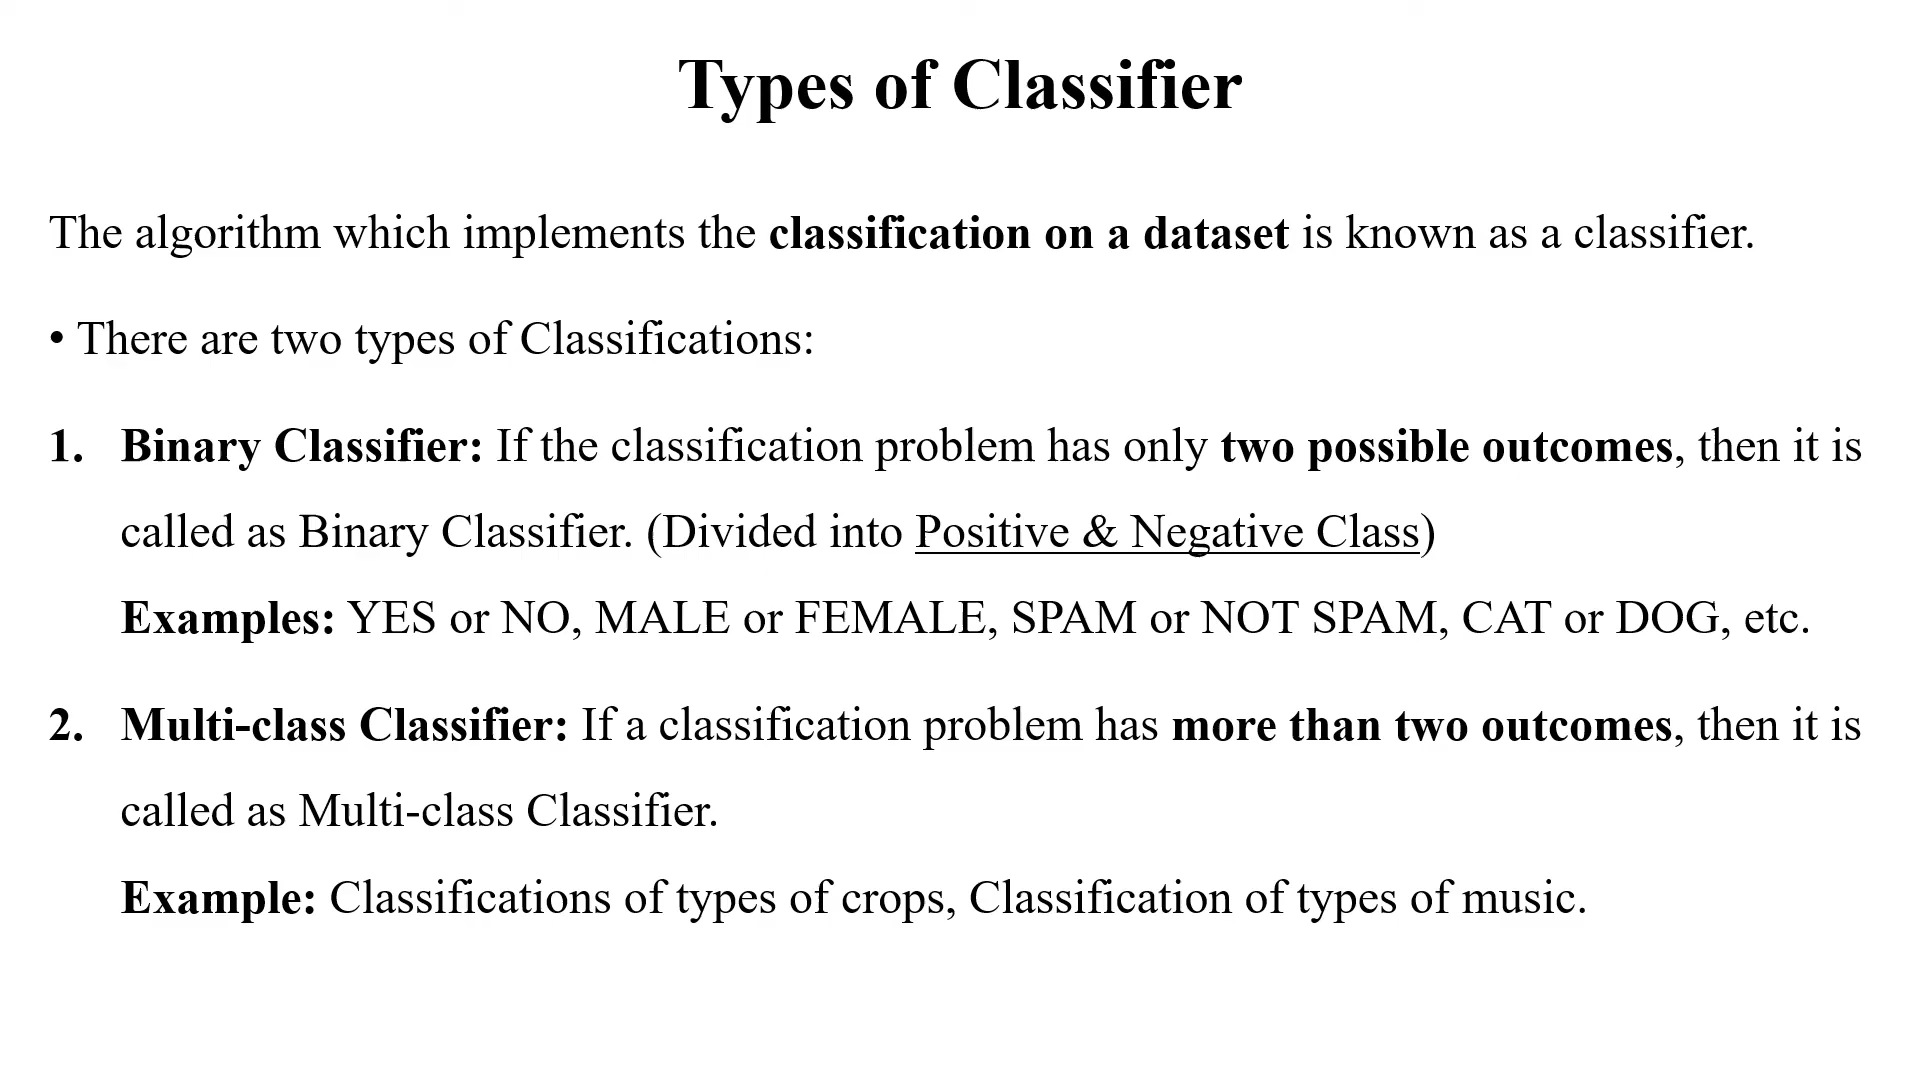 Types of Classifier
The algorithm which implements the classification on a dataset is known as a classifier.
• There are two types of Classifications:
1. Binary Classifier: If the classification problem has only two possible outcomes, then it is
called as Binary Classifier. (Divided into Positive & Negative Class)
Examples: YES or NO, MALE or FEMALE, SPAM or NOT SPAM, CAT or DOG, etc.
2. Multi-class Classifier: If a classification problem has more than two outcomes, then it is
called as Multi-class Classifier.
Example: Classifications of types of crops, Classification of types of music.